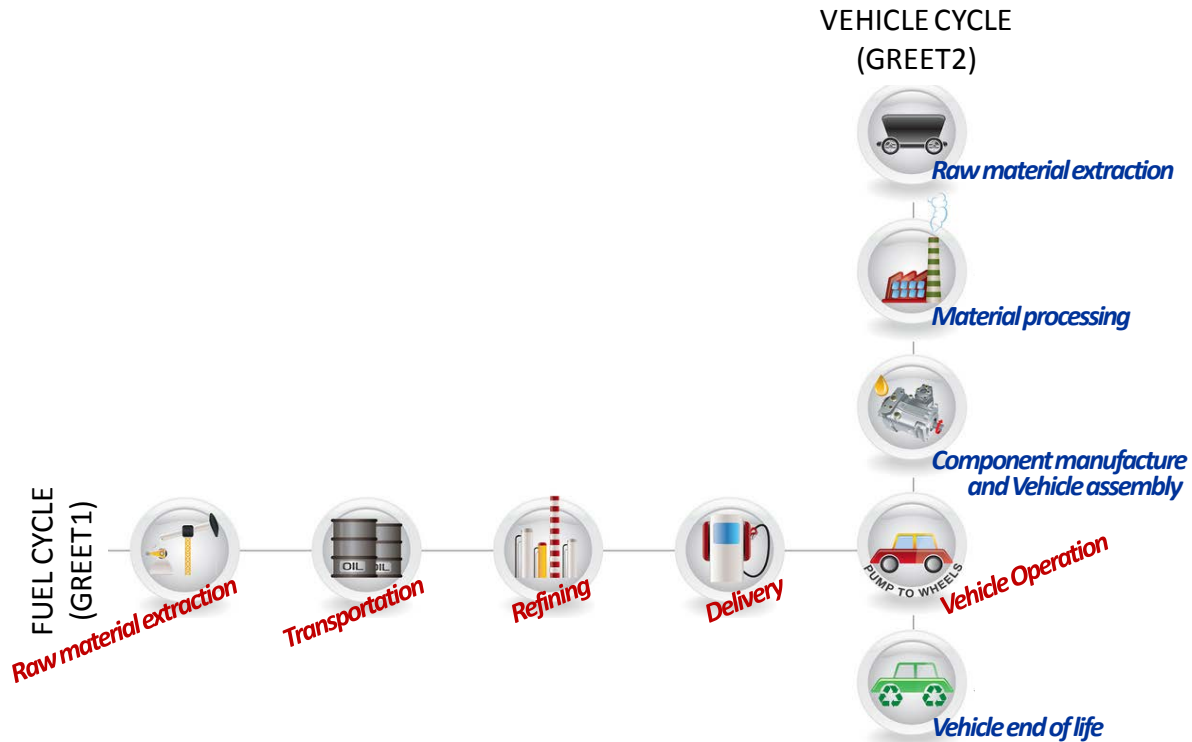 VEHICLE CYCLE
(GREET2)
Raw material extraction
Material processing
Component manufacture
and Vehicle assembly
FUEL CYCLE
(GREET1)
OIL
OIL
PUMP TO WHEELS
Raw material extraction
Transportation
Refining
Delivery
Vehicle Operation
Vehicle end of life